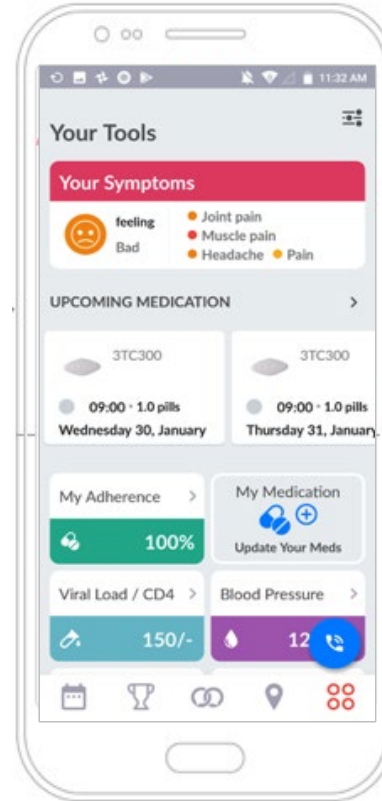 11:32 AM
Your Tools
Your Symptoms
feeling
Bad
Joint pain
Muscle pain
Headache Pain
UPCOMING MEDICATION >
3TC300
09:00 · 1.0 pills
Wednesday 30, January
3TC300
09:00 · 1.0 pills
Thursday 31, January
My Adherence >
100%
My Medication
Update Your Meds
Viral Load / CD4 >
150/-
Blood Pressure >
12